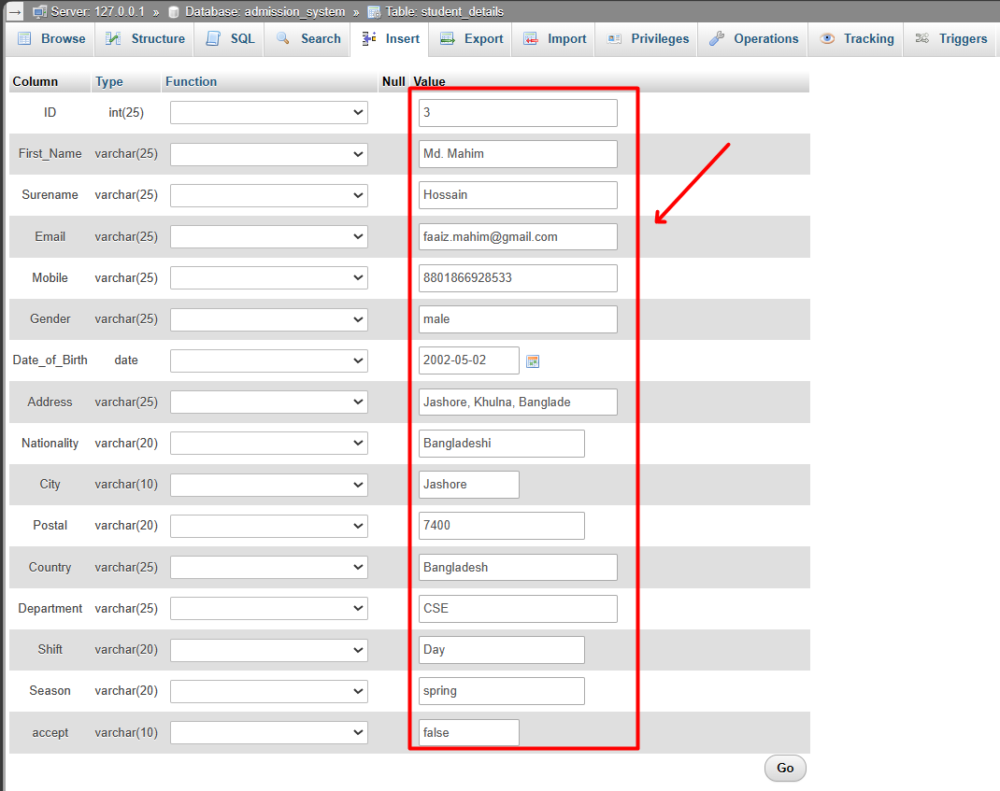 Server: 127.0.0.1 » Database: admission_system » Table: student_details
Browse Structure SQL Search Insert Export Import Privileges Operations Tracking Triggers
Column Type Function Null Value
ID int(25) 3
First_Name varchar(25) Md. Mahim
Surename varchar(25) Hossain
Email varchar(25) faaiz.mahim@gmail.com
Mobile varchar(25) 8801866928533
Gender varchar(25) male
Date_of_Birth date 2002-05-02
Address varchar(25) Jashore, Khulna, Banglade
Nationality varchar(20) Bangladeshi
City varchar(10) Jashore
Postal varchar(20) 7400
Country varchar(25) Bangladesh
Department varchar(25) CSE
Shift varchar(20) Day
Season varchar(20) spring
accept varchar(10) false
Go